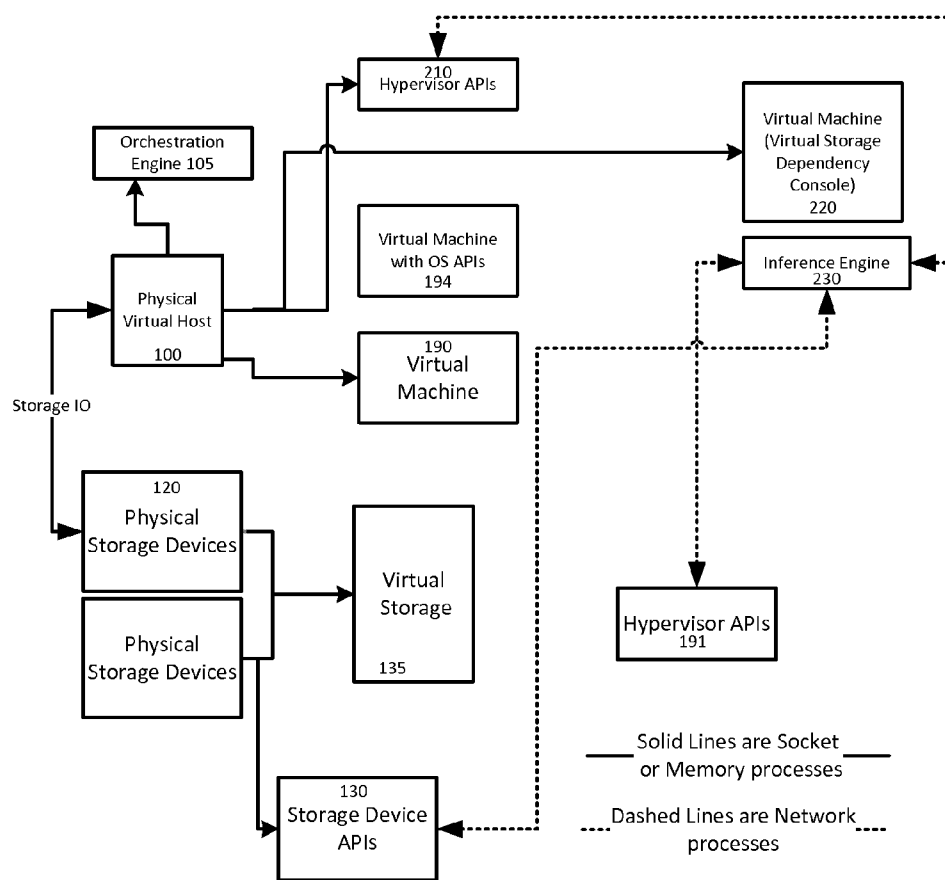 210
Hypervisor APIs
Orchestration
Engine 105
Virtual Machine
(Virtual Storage
Dependency
Console)
220
Virtual Machine
with OS APIs
194
Inference Engine
230
Physical
Virtual Host
100
190
Virtual
Machine
Storage IO
120
Physical
Storage Devices
Virtual
Storage
135
Physical
Storage Devices
Hypervisor APIs
191
Solid Lines are Socket
or Memory processes
130
Storage Device
APIs
Dashed Lines are Network
processes